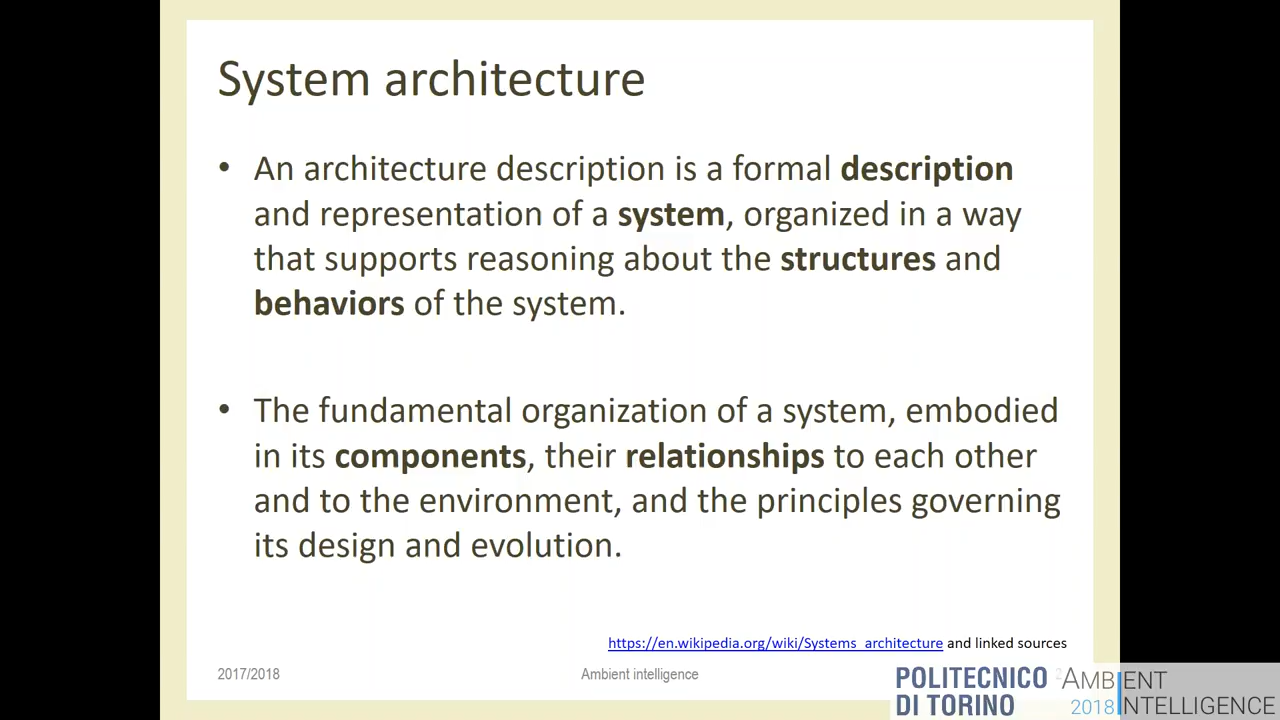 System architecture
• An architecture description is a formal description
and representation of a system, organized in a way
that supports reasoning about the structures and
behaviors of the system.
• The fundamental organization of a system, embodied
in its components, their relationships to each other
and to the environment, and the principles governing
its design and evolution.
https://en.wikipedia.org/wiki/Systems_architecture and linked sources
2017/2018 Ambient intelligence
POLITECNICO
DI TORINO
AMBIENT
2018 INTELLIGENCE